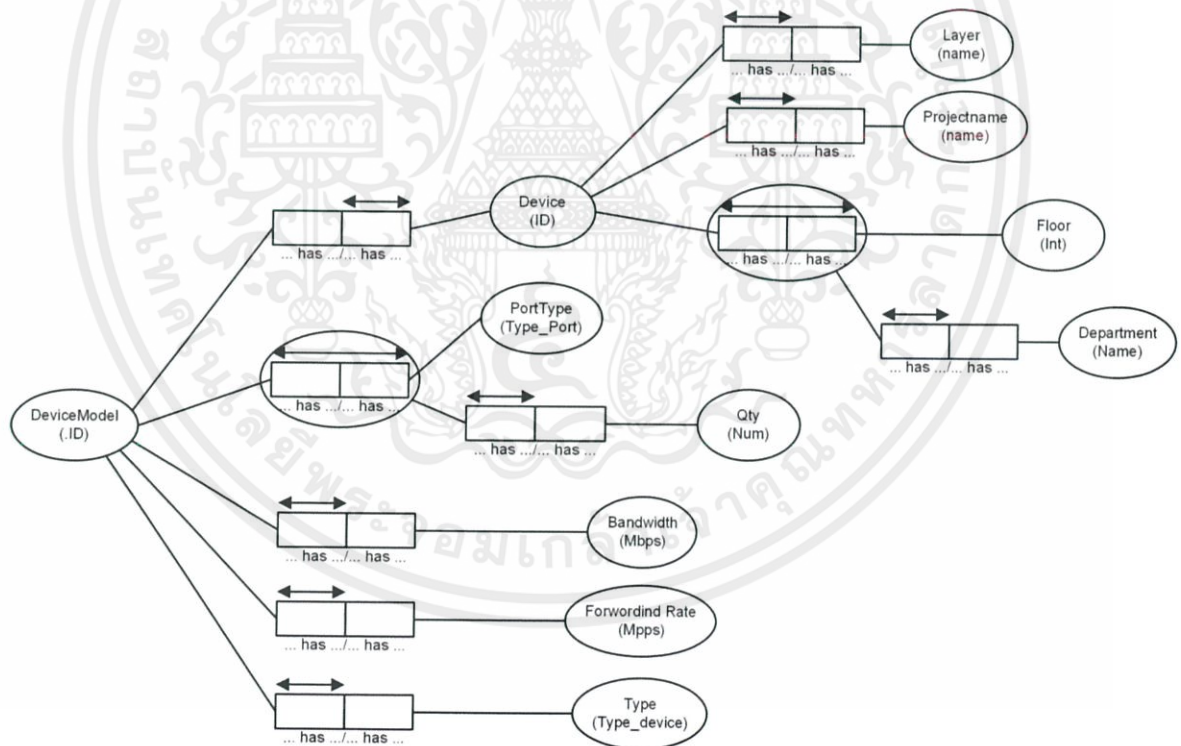 Layer
(name)
... has .../... has ...
Projectname
(name)
... has .../... has ...
Device
(ID)
... has .../... has ...
Floor
(Int)
... has .../... has ...
PortType
(Type_Port)
Department
(Name)
... has .../... has ...
DeviceModel
(.ID)
... has .../... has ...
Qty
(Num)
... has .../... has ...
Bandwidth
(Mbps)
... has .../... has ...
Forwordind Rate
(Mpps)
... has .../... has ...
Type
(Type_device)
... has .../... has ...